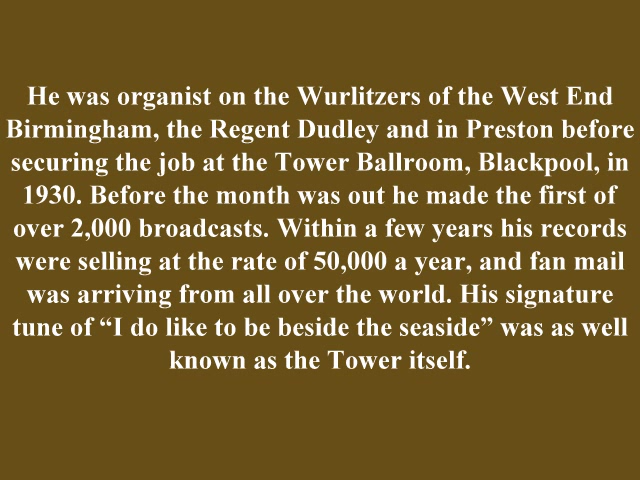 He was organist on the Wurlitzers of the West End
Birmingham, the Regent Dudley and in Preston before
securing the job at the Tower Ballroom, Blackpool, in
1930. Before the month was out he made the first of
over 2,000 broadcasts. Within a few years his records
were selling at the rate of 50,000 a year, and fan mail
was arriving from all over the world. His signature
tune of “I do like to be beside the seaside” was as well
known as the Tower itself.